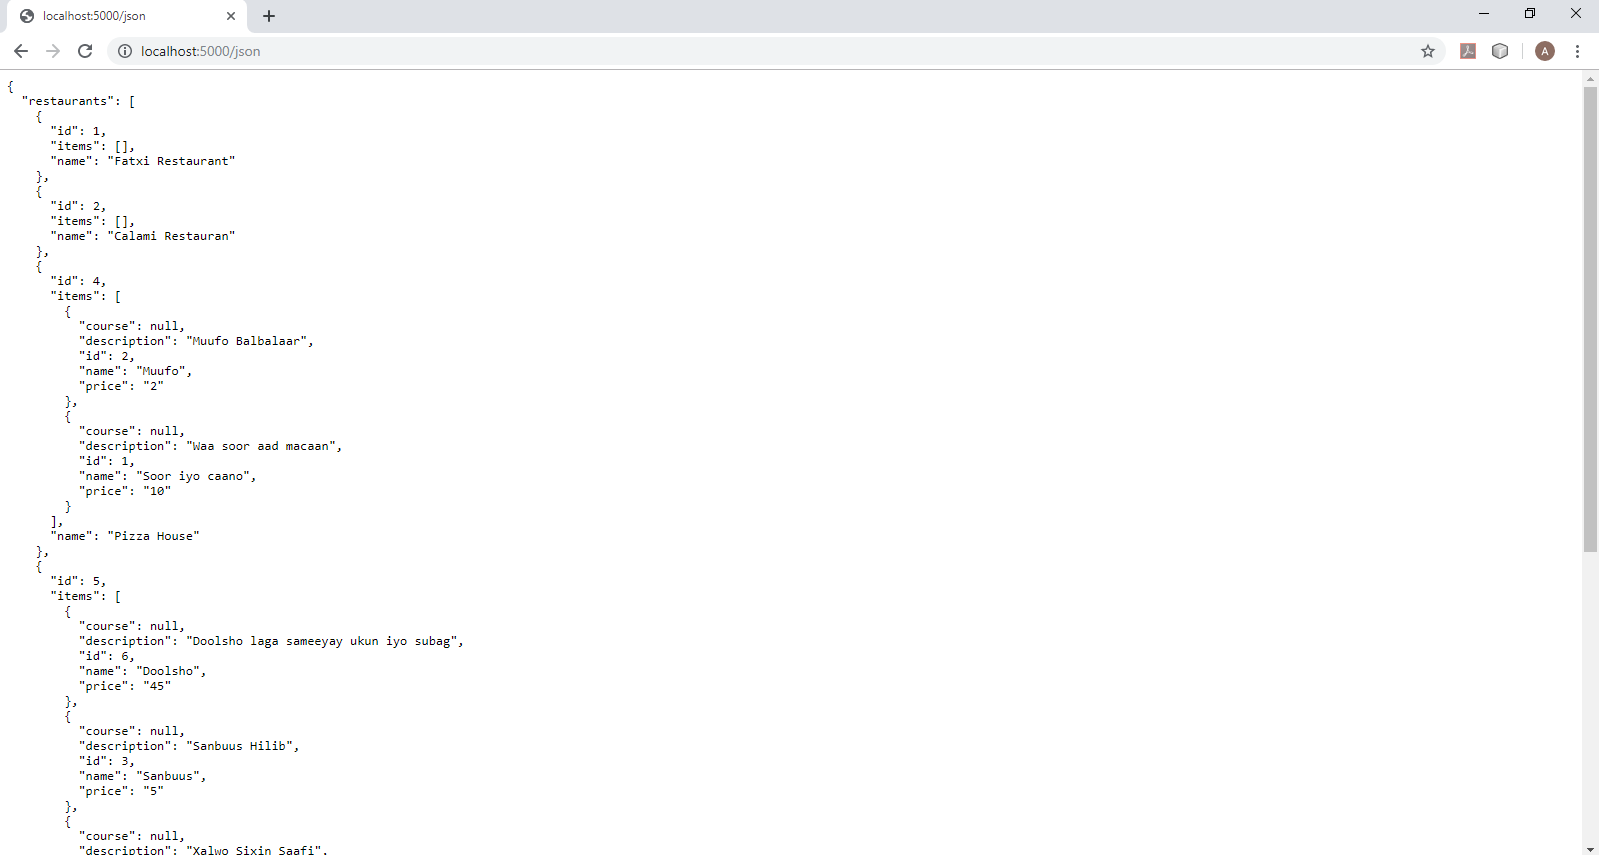 localhost:5000/json
localhost:5000/json
A
{
  "restaurants": [
    {
      "id": 1,
      "items": [],
      "name": "Fatxi Restaurant"
    },
    {
      "id": 2,
      "items": [],
      "name": "Calami Restauran"
    },
    {
      "id": 4,
      "items": [
        {
          "course": null,
          "description": "Muufo Balbalaar",
          "id": 2,
          "name": "Muufo",
          "price": "2"
        },
        {
          "course": null,
          "description": "Waa soor aad macaan",
          "id": 1,
          "name": "Soor iyo caano",
          "price": "10"
        }
      ],
      "name": "Pizza House"
    },
    {
      "id": 5,
      "items": [
        {
          "course": null,
          "description": "Doolsho laga sameeyay ukun iyo subag",
          "id": 6,
          "name": "Doolsho",
          "price": "45"
        },
        {
          "course": null,
          "description": "Sanbuus Hilib",
          "id": 3,
          "name": "Sanbuus",
          "price": "5"
        },
        {
          "course": null,
          "description": "Xalwo Sixin Saafi",